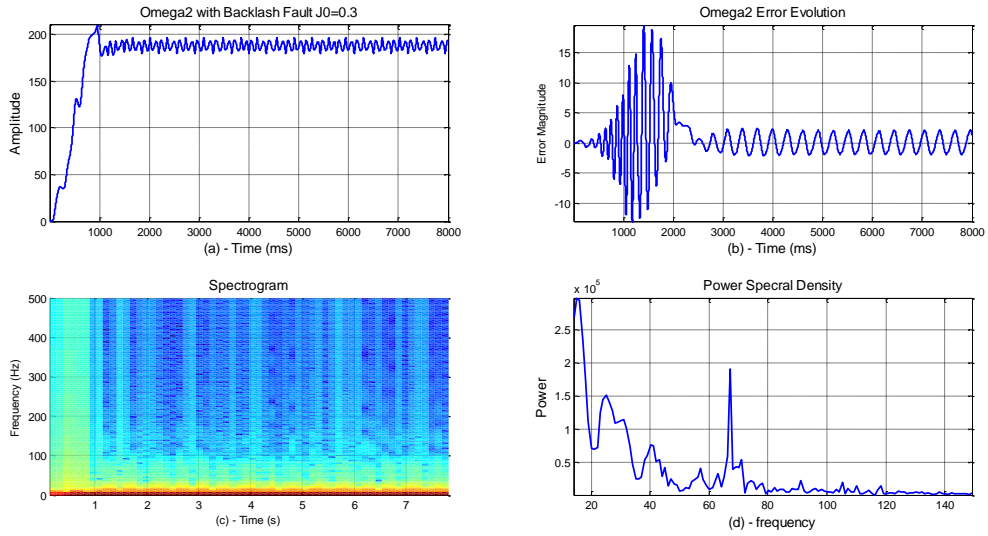 Omega2 with Backlash Fault J0=0.3
Amplitude
200
150
100
50
0
1000 2000 3000 4000 5000 6000 7000 8000
(a) - Time (ms)
Omega2 Error Evolution
Error Magnitude
15
10
5
0
-5
-10
1000 2000 3000 4000 5000 6000 7000 8000
(b) - Time (ms)
Spectrogram
Frequency (Hz)
500
400
300
200
100
0
1 2 3 4 5 6 7
(c) - Time (s)
Power Specral Density
x 10^5
Power
2.5
2
1.5
1
0.5
20 40 60 80 100 120 140
(d) - frequency